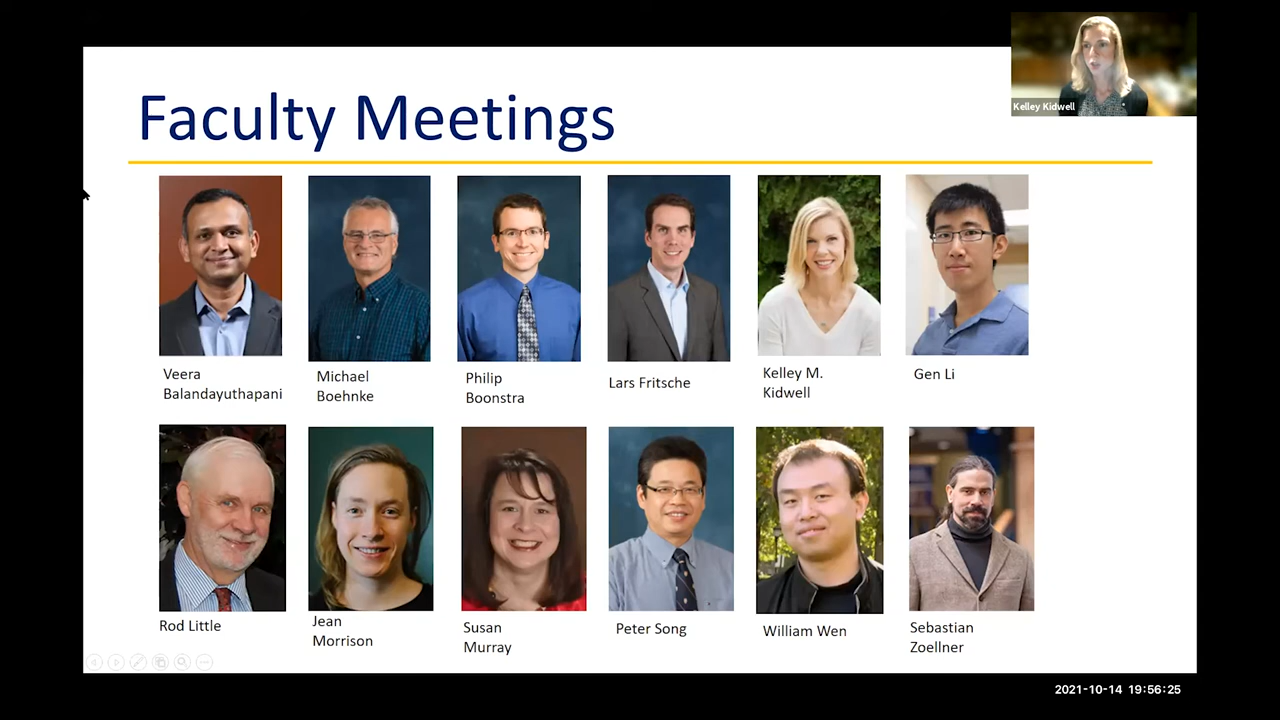 Kelley Kidwell
Faculty Meetings
Veera
Balandayuthapani
Michael
Boehnke
Philip
Boonstra
Lars Fritsche
Kelley M.
Kidwell
Gen Li
Rod Little
Jean
Morrison
Susan
Murray
Peter Song
William Wen
Sebastian
Zoellner
2021-10-14 19:56:25